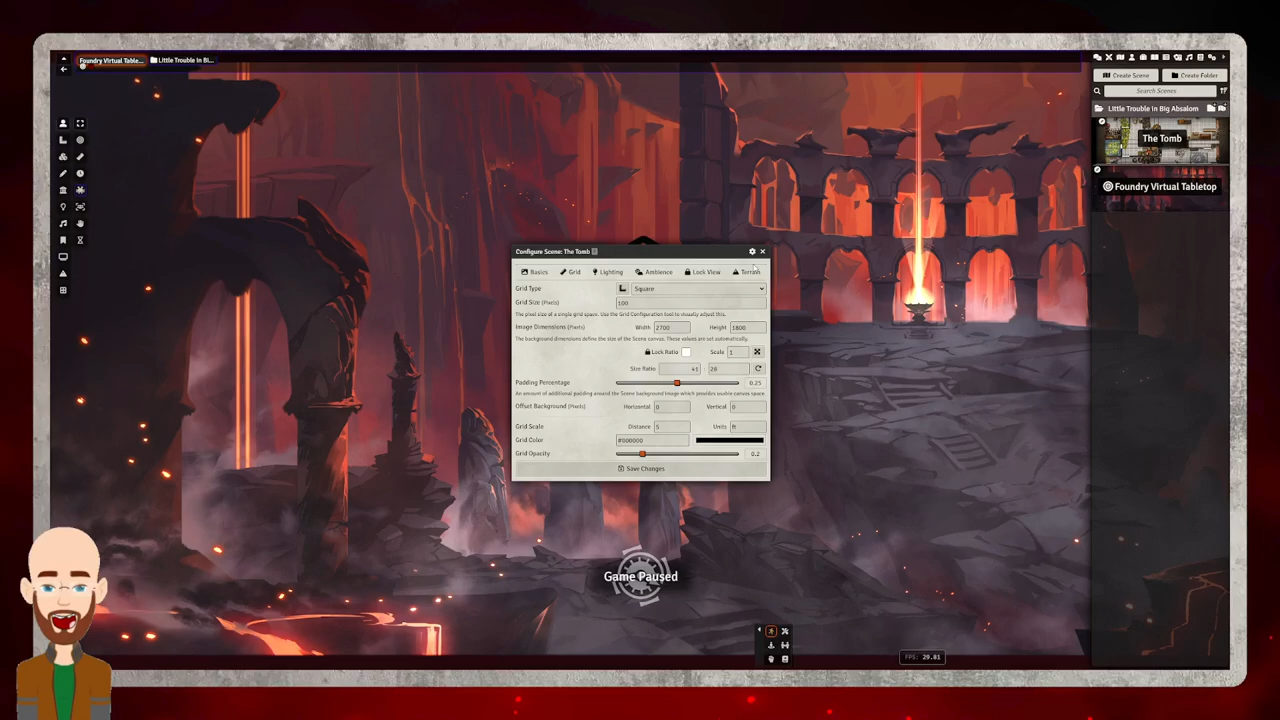 Foundry Virtual Table... Little Trouble In Bi...
Create Scene Create Folder
Search Scenes
Little Trouble in Big Absalom
The Tomb
Foundry Virtual Tabletop
Configure Scene: The Tomb
Basics Grid Lighting Ambience Lock View Terrain
Grid Type Square
Grid Size (Pixels) 100
The pixel size of a single grid space. Use the Grid Configuration tool to visually adjust this.
Image Dimensions (Pixels) Width 2700 Height 1800
The background dimensions define the size of the Scene canvas. These values are set automatically.
Lock Ratio Scale 1
Size Ratio 41 : 28
Padding Percentage 0.25
An amount of additional padding around the Scene background image which provides usable canvas space.
Offset Background (Pixels) Horizontal 0 Vertical 0
Grid Scale Distance 5 Units ft
Grid Color #000000
Grid Opacity 0.2
Save Changes
Game Paused
FPS: 29.81